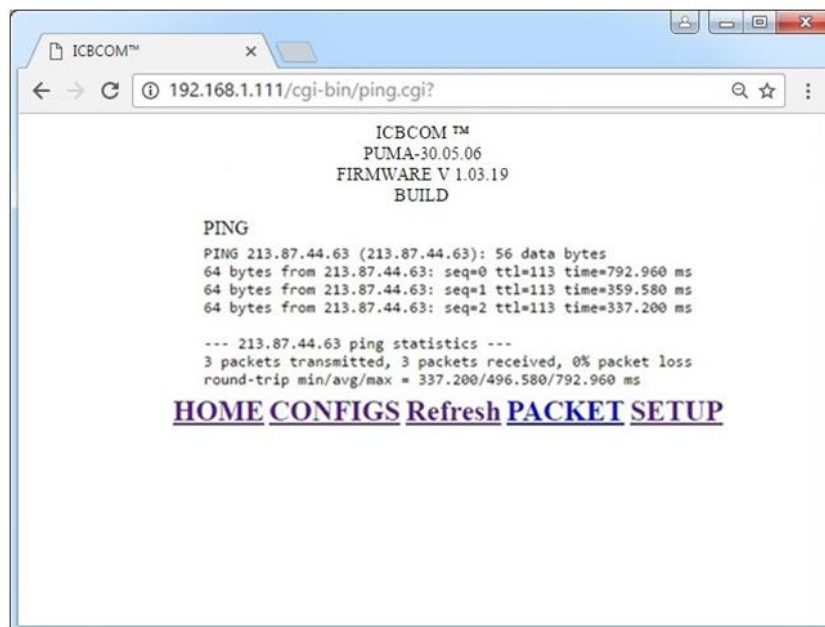 ICBCOM™
192.168.1.111/cgi-bin/ping.cgi?
ICBCOM ™
PUMA-30.05.06
FIRMWARE V 1.03.19
BUILD
PING
PING 213.87.44.63 (213.87.44.63): 56 data bytes
64 bytes from 213.87.44.63: seq=0 ttl=113 time=792.960 ms
64 bytes from 213.87.44.63: seq=1 ttl=113 time=359.580 ms
64 bytes from 213.87.44.63: seq=2 ttl=113 time=337.200 ms
--- 213.87.44.63 ping statistics ---
3 packets transmitted, 3 packets received, 0% packet loss
round-trip min/avg/max = 337.200/496.580/792.960 ms
HOME CONFIGS Refresh PACKET SETUP